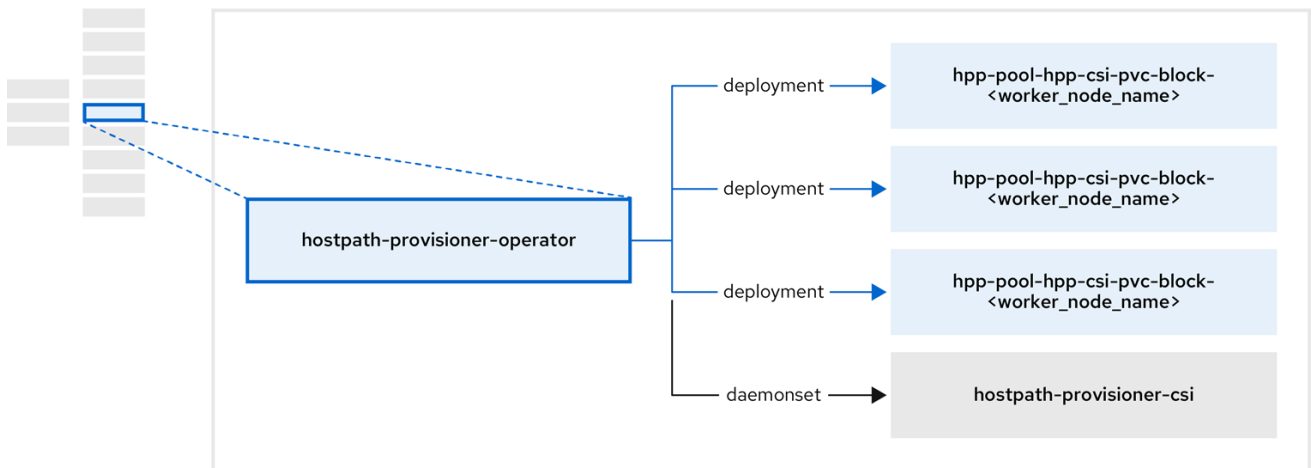 deployment
hpp-pool-hpp-csi-pvc-block-
<worker_node_name>
deployment
hpp-pool-hpp-csi-pvc-block-
<worker_node_name>
hostpath-provisioner-operator
deployment
hpp-pool-hpp-csi-pvc-block-
<worker_node_name>
daemonset
hostpath-provisioner-csi